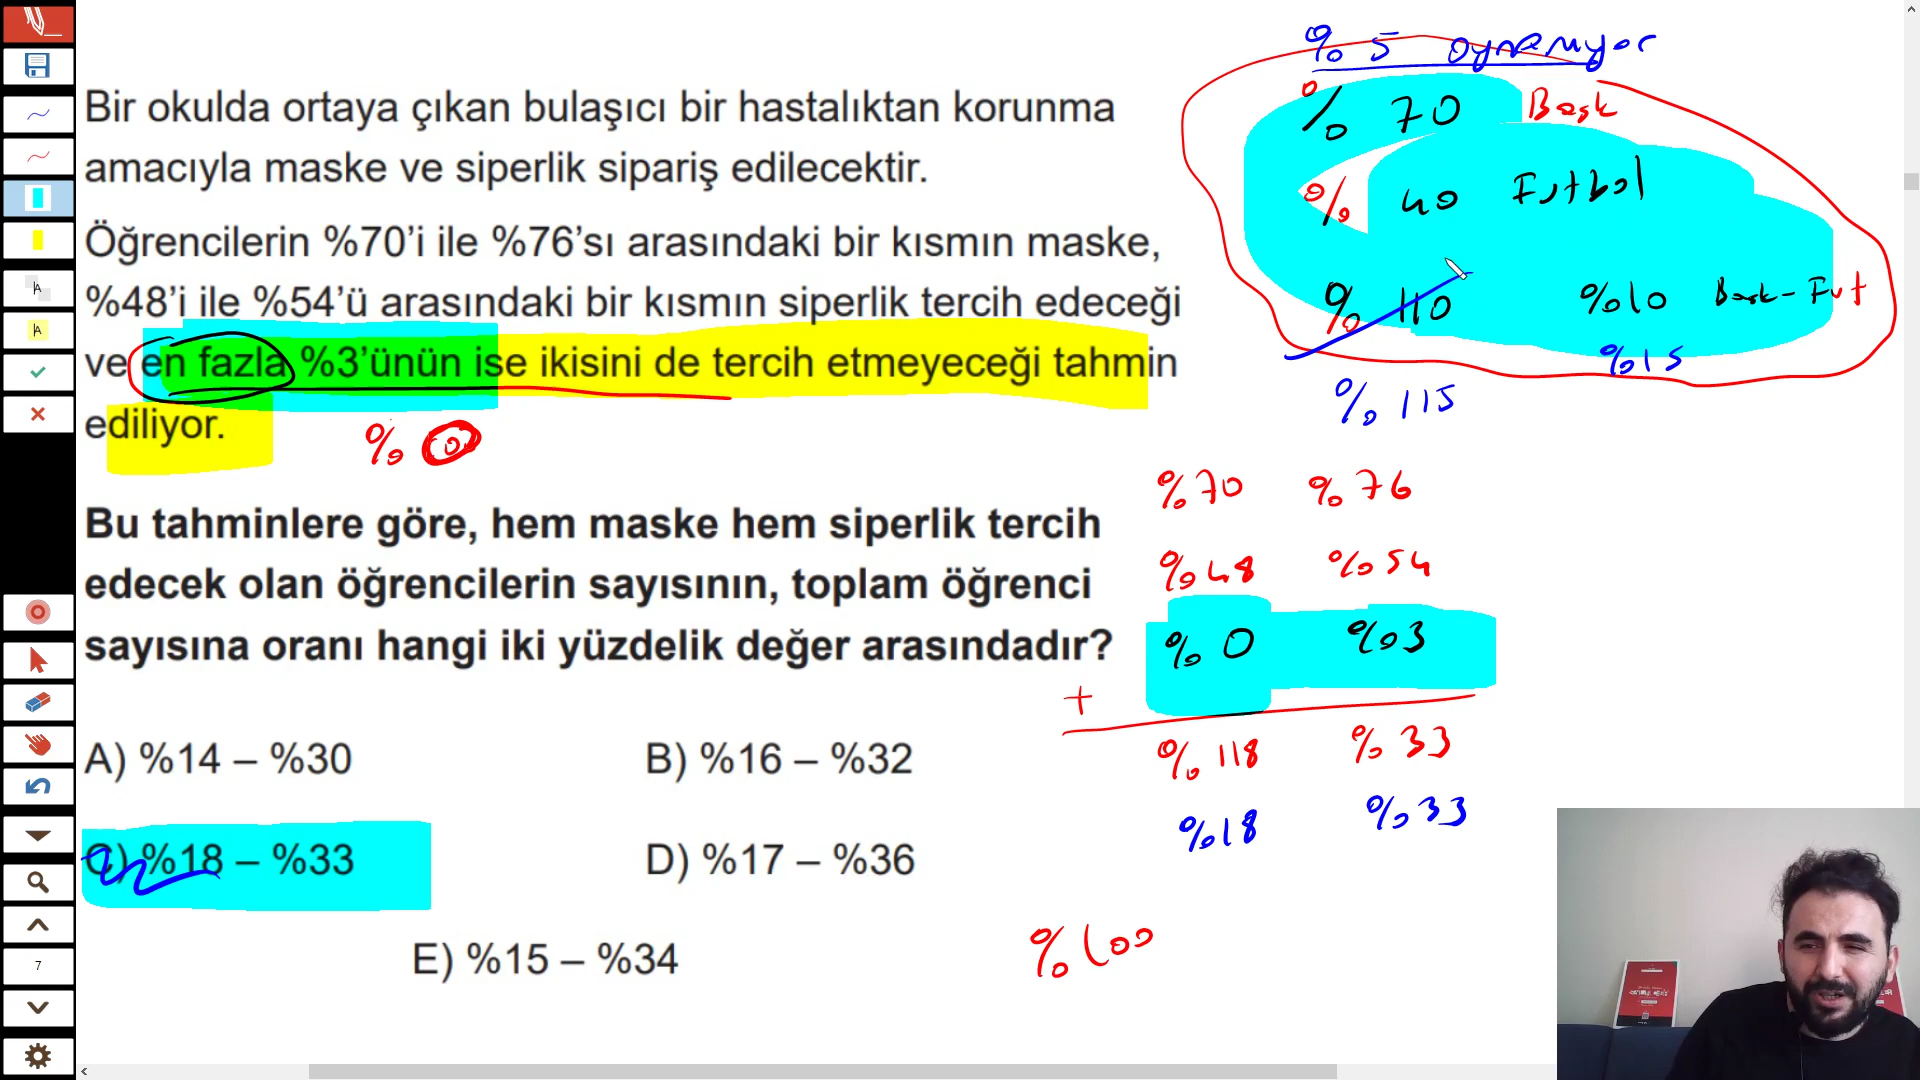 % 5 oynamıyor
Bir okulda ortaya çıkan bulaşıcı bir hastalıktan korunma
amacıyla maske ve siperlik sipariş edilecektir.
Öğrencilerin %70’i ile %76’sı arasındaki bir kısmın maske,
%48’i ile %54’ü arasındaki bir kısmın siperlik tercih edeceği
ve en fazla %3’ünün ise ikisini de tercih etmeyeceği tahmin
ediliyor.
% 0
% 70 Bask
% 40 Futbol
% 110 %10 Bask-Fut
%15
% 115
Bu tahminlere göre, hem maske hem siperlik tercih
edecek olan öğrencilerin sayısının, toplam öğrenci
sayısına oranı hangi iki yüzdelik değer arasındadır?
%70 %76
%48 %54
% 0 %3
+
%118 %33
%18 %33
A) %14 – %30
B) %16 – %32
C) %18 – %33
D) %17 – %36
E) %15 – %34
%100
7